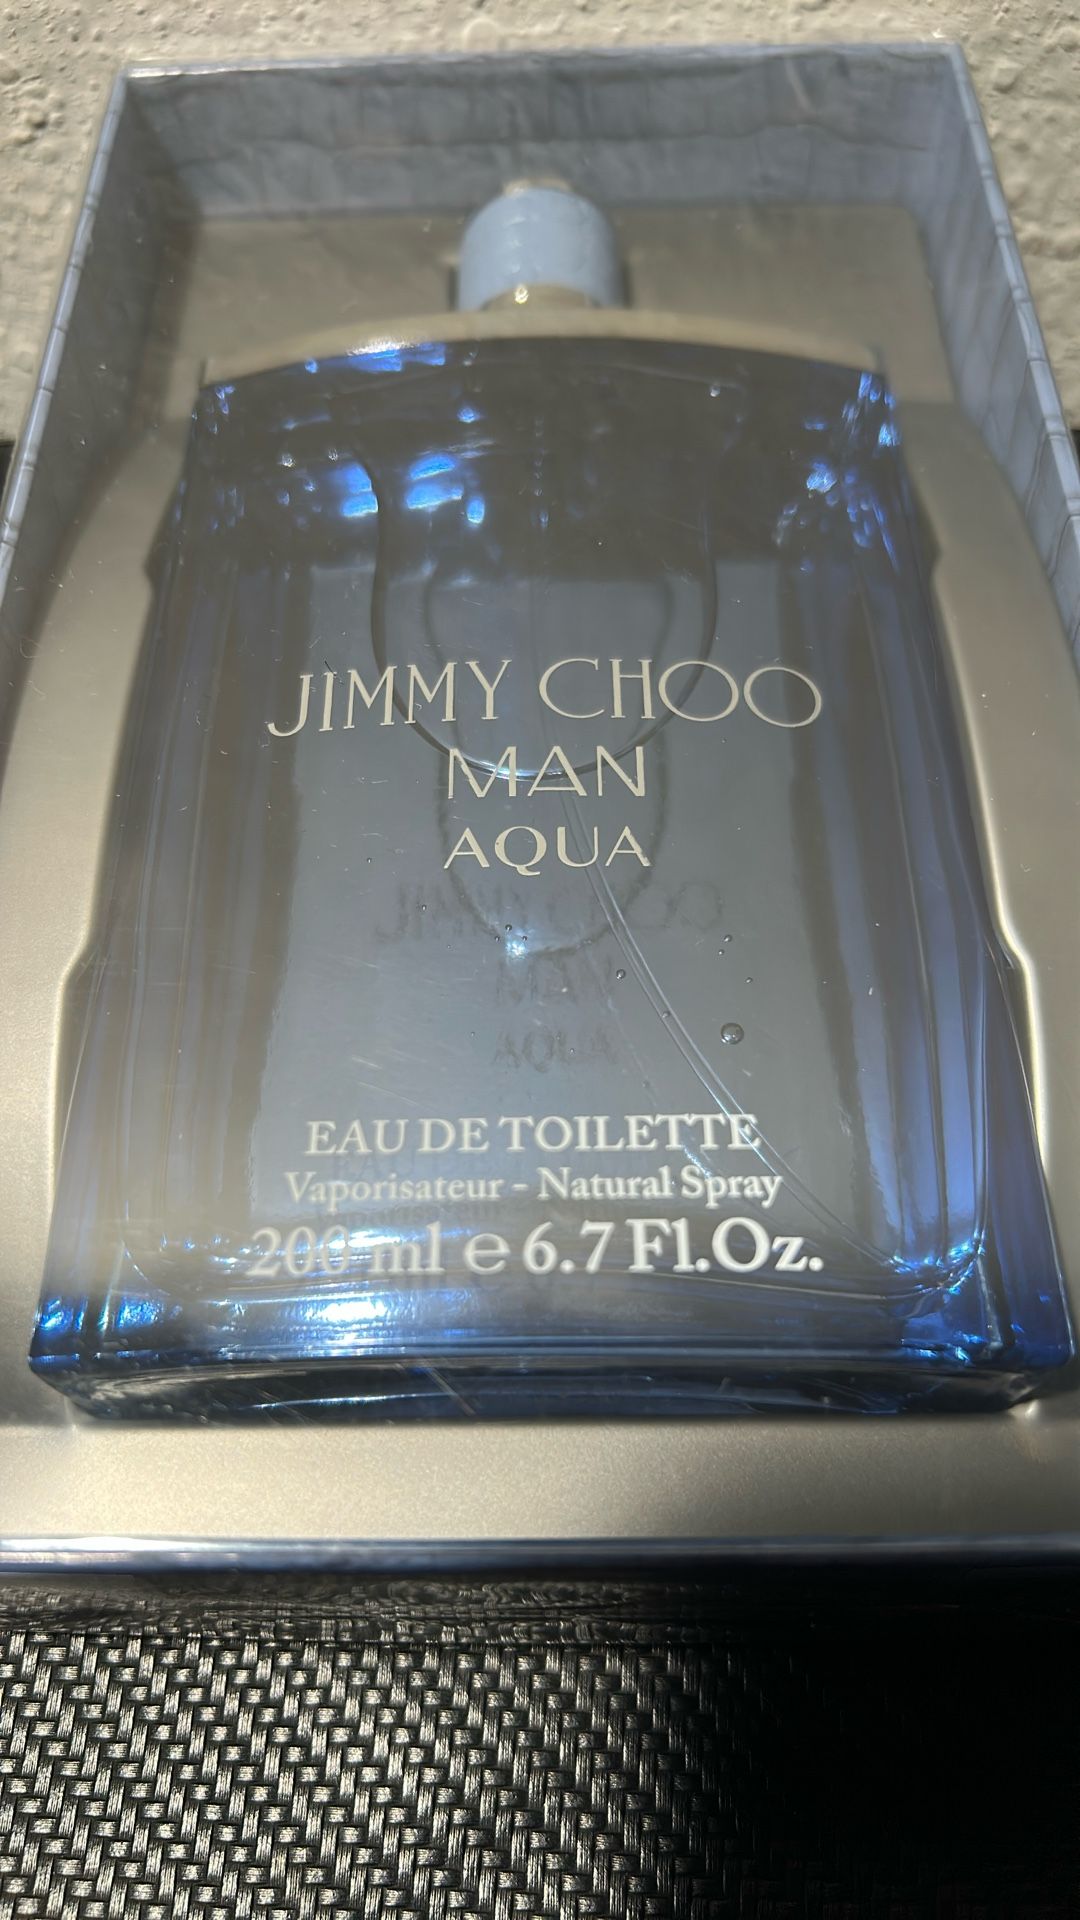 JIMMY CHOO
MAN
AQUA
EAU DE TOILETTE
Vaporisateur - Natural Spray
200 ml e 6.7 Fl.Oz.